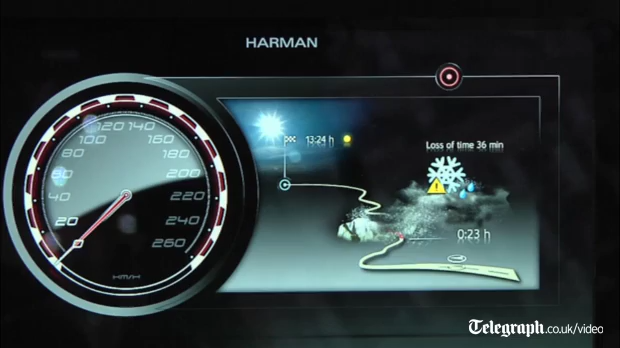 HARMAN
120 140
100 160
80 180
60 200
40 220
20 240
260
KM/H
13:24 h
Loss of time 36 min
0:23 h
Telegraph.co.uk/video